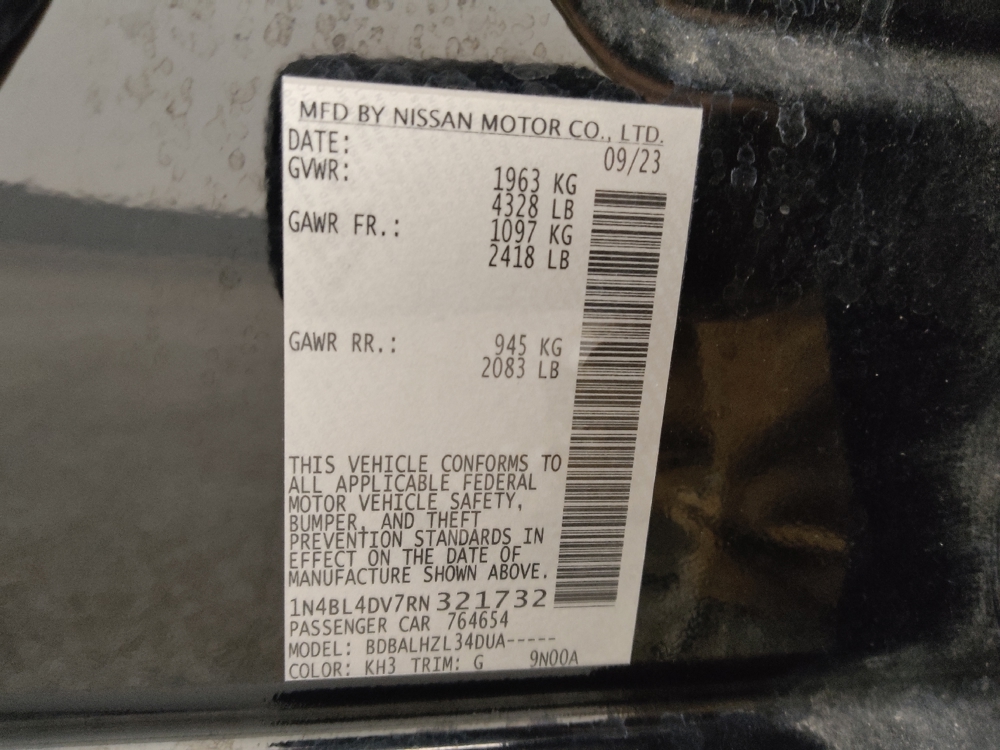 MFD BY NISSAN MOTOR CO., LTD.
DATE: 09/23
GVWR: 1963 KG
4328 LB
GAWR FR.: 1097 KG
2418 LB
GAWR RR.: 945 KG
2083 LB
THIS VEHICLE CONFORMS TO
ALL APPLICABLE FEDERAL
MOTOR VEHICLE SAFETY,
BUMPER, AND THEFT
PREVENTION STANDARDS IN
EFFECT ON THE DATE OF
MANUFACTURE SHOWN ABOVE.
1N4BL4DV7RN321732
PASSENGER CAR 764654
MODEL: BDBALHZL34DUA-----
COLOR: KH3 TRIM: G 9N00A